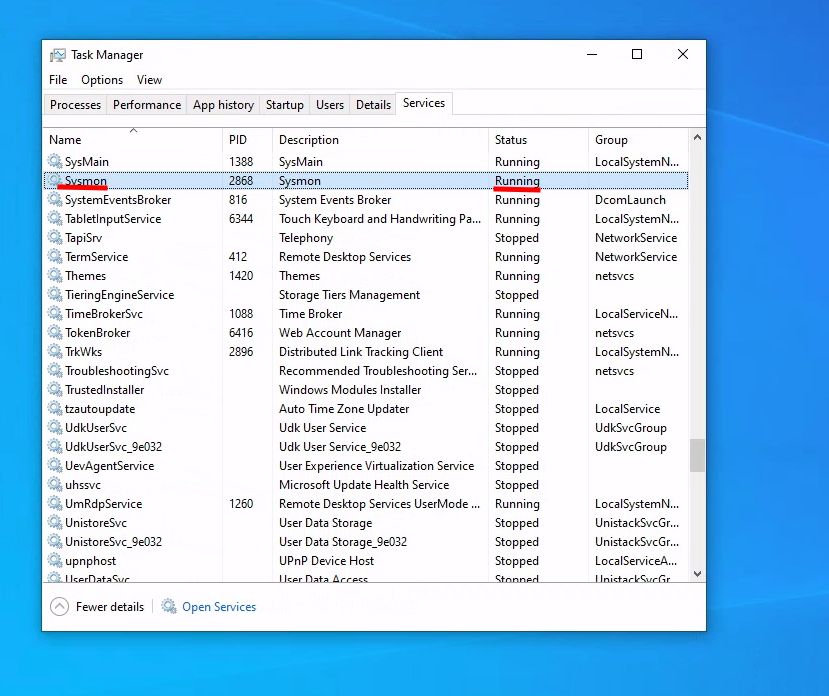 Task Manager
File Options View
Processes Performance App history Startup Users Details Services
Name PID Description Status Group
SysMain 1388 SysMain Running LocalSystemN...
Sysmon 2868 Sysmon Running
SystemEventsBroker 816 System Events Broker Running DcomLaunch
TabletInputService 6344 Touch Keyboard and Handwriting Pa... Running LocalSystemN...
TapiSrv Telephony Stopped NetworkService
TermService 412 Remote Desktop Services Running NetworkService
Themes 1420 Themes Running netsvcs
TieringEngineService Storage Tiers Management Stopped
TimeBrokerSvc 1088 Time Broker Running LocalServiceN...
TokenBroker 6416 Web Account Manager Running netsvcs
TrkWks 2896 Distributed Link Tracking Client Running LocalSystemN...
TroubleshootingSvc Recommended Troubleshooting Ser... Stopped netsvcs
TrustedInstaller Windows Modules Installer Stopped
tzautoupdate Auto Time Zone Updater Stopped LocalService
UdkUserSvc Udk User Service Stopped UdkSvcGroup
UdkUserSvc_9e032 Udk User Service_9e032 Stopped UdkSvcGroup
UevAgentService User Experience Virtualization Service Stopped
uhssvc Microsoft Update Health Service Stopped
UmRdpService 1260 Remote Desktop Services UserMode ... Running LocalSystemN...
UnistoreSvc User Data Storage Stopped UnistackSvcGr...
UnistoreSvc_9e032 User Data Storage_9e032 Stopped UnistackSvcGr...
upnphost UPnP Device Host Stopped LocalServiceA...
UserDataSvc User Data Access Stopped UnistackSvcGr...
Fewer details Open Services